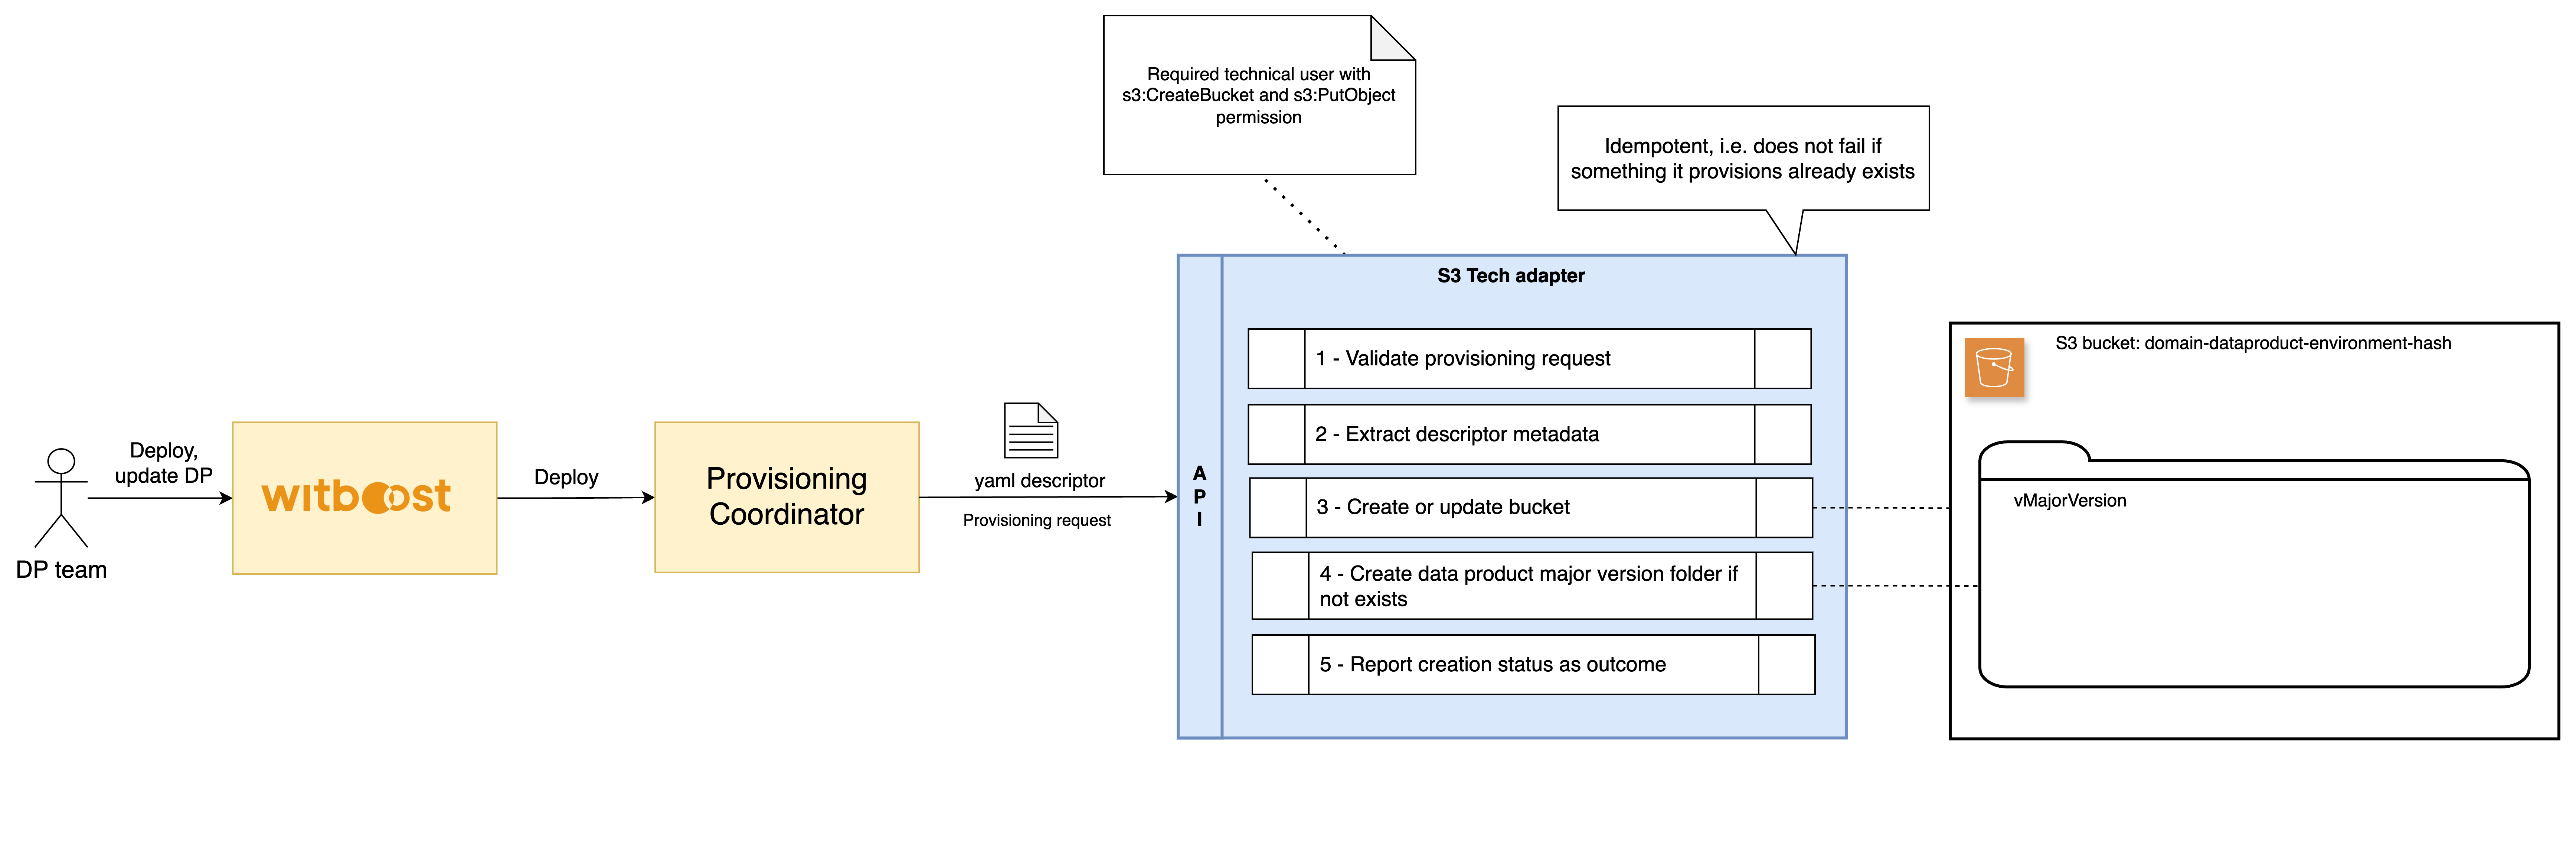 Required technical user with
s3:CreateBucket and s3:PutObject
permission
Idempotent, i.e. does not fail if
something it provisions already exists
S3 Tech adapter
1 - Validate provisioning request
S3 bucket: domain-dataproduct-environment-hash
2 - Extract descriptor metadata
Deploy,
update DP
witboost
Deploy
Provisioning
Coordinator
yaml descriptor
Provisioning request
A
P
I
3 - Create or update bucket
vMajorVersion
4 - Create data product major version folder if
not exists
DP team
5 - Report creation status as outcome